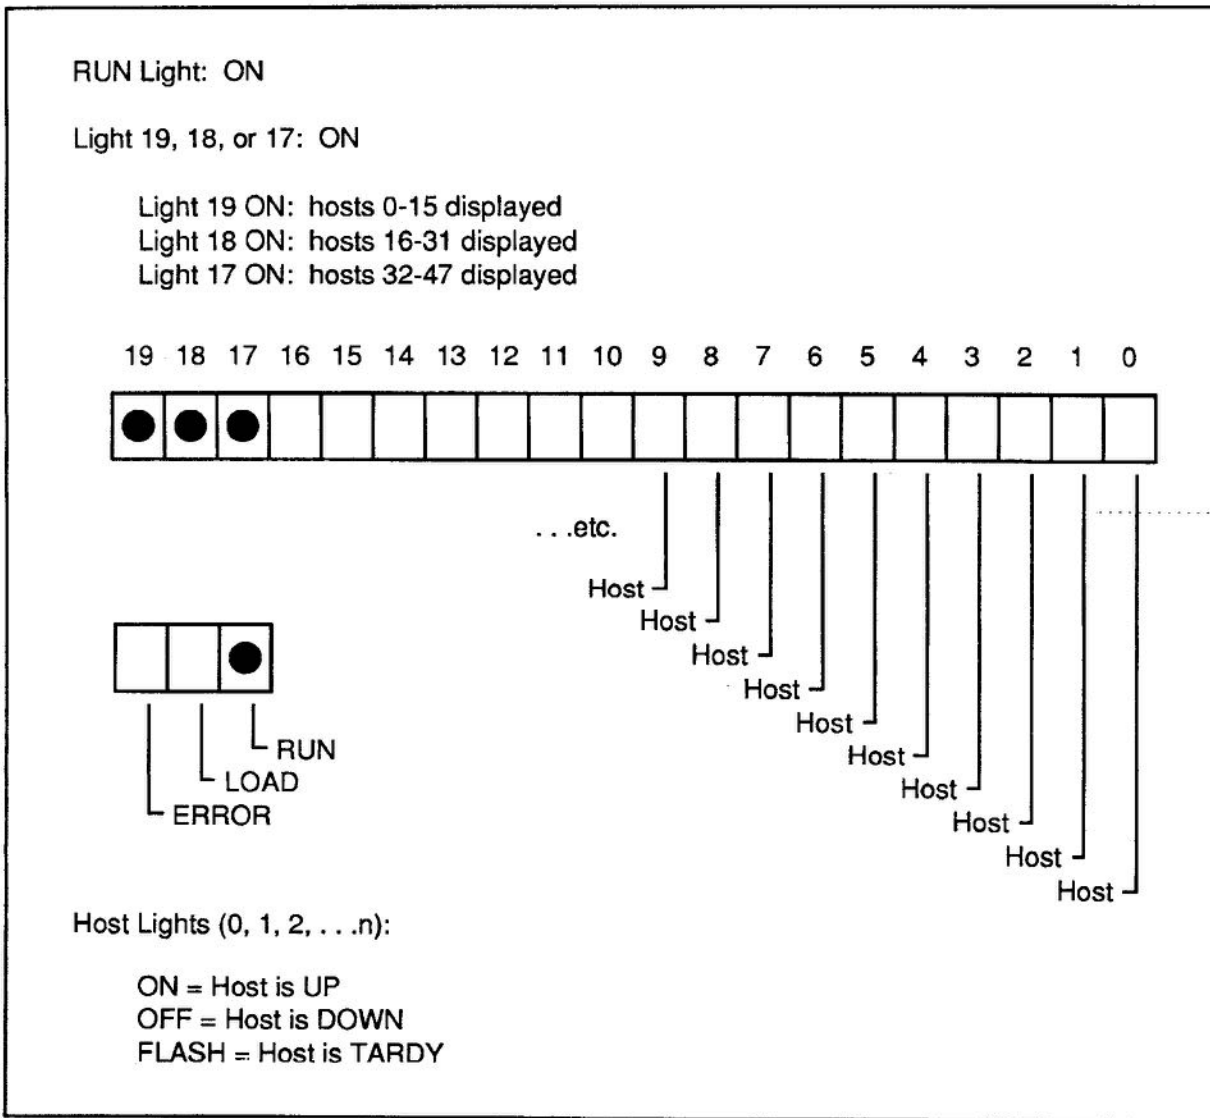 RUN Light: ON
Light 19, 18, or 17: ON
Light 19 ON: hosts 0-15 displayed
Light 18 ON: hosts 16-31 displayed
Light 17 ON: hosts 32-47 displayed
19 18 17 16 15 14 13 12 11 10 9 8 7 6 5 4 3 2 1 0
. . .etc.
Host
Host
Host
Host
Host
Host
Host
Host
Host
Host
RUN
LOAD
ERROR
Host Lights (0, 1, 2, . . .n):
ON = Host is UP
OFF = Host is DOWN
FLASH = Host is TARDY